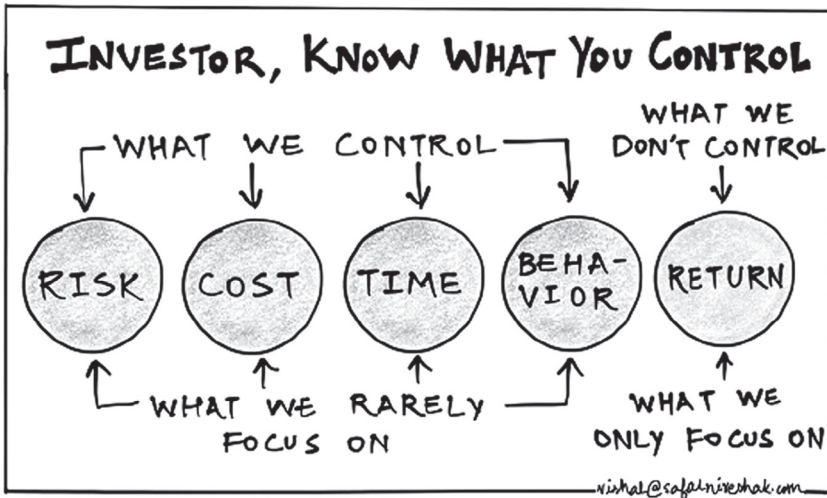 INVESTOR, KNOW WHAT YOU CONTROL
WHAT WE CONTROL
WHAT WE
DON'T CONTROL
RISK
COST
TIME
BEHA-
VIOR
RETURN
WHAT WE RARELY
FOCUS ON
WHAT WE
ONLY FOCUS ON
vishal@safalniveshak.com